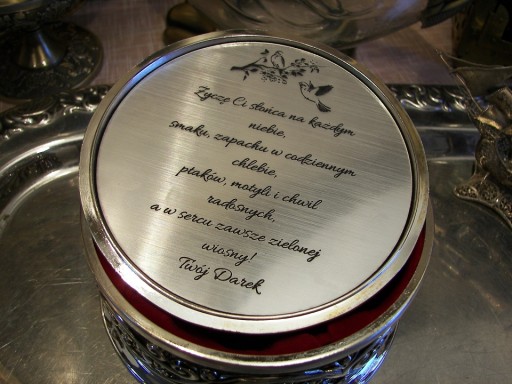 Życzę Ci słońca na każdym
niebie,
smaku, zapachu w codziennym
chlebie,
ptaków, motyli i chwil
radosnych,
a w sercu zawsze zielonej
wiosny!
Twój Darek